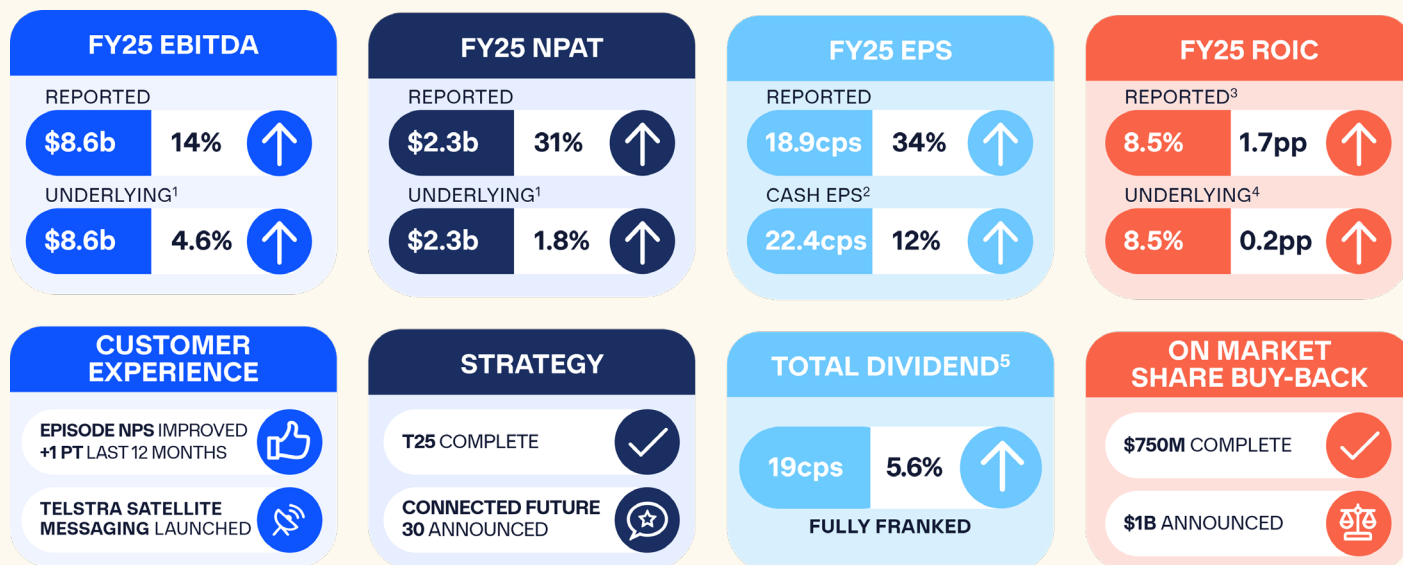 FY25 EBITDA
REPORTED
$8.6b 14%
UNDERLYING¹
$8.6b 4.6%
FY25 NPAT
REPORTED
$2.3b 31%
UNDERLYING¹
$2.3b 1.8%
FY25 EPS
REPORTED
18.9cps 34%
CASH EPS²
22.4cps 12%
FY25 ROIC
REPORTED³
8.5% 1.7pp
UNDERLYING⁴
8.5% 0.2pp
CUSTOMER
EXPERIENCE
EPISODE NPS IMPROVED
+1 PT LAST 12 MONTHS
TELSTRA SATELLITE
MESSAGING LAUNCHED
STRATEGY
T25 COMPLETE
CONNECTED FUTURE
30 ANNOUNCED
TOTAL DIVIDEND⁵
19cps 5.6%
FULLY FRANKED
ON MARKET
SHARE BUY-BACK
$750M COMPLETE
$1B ANNOUNCED